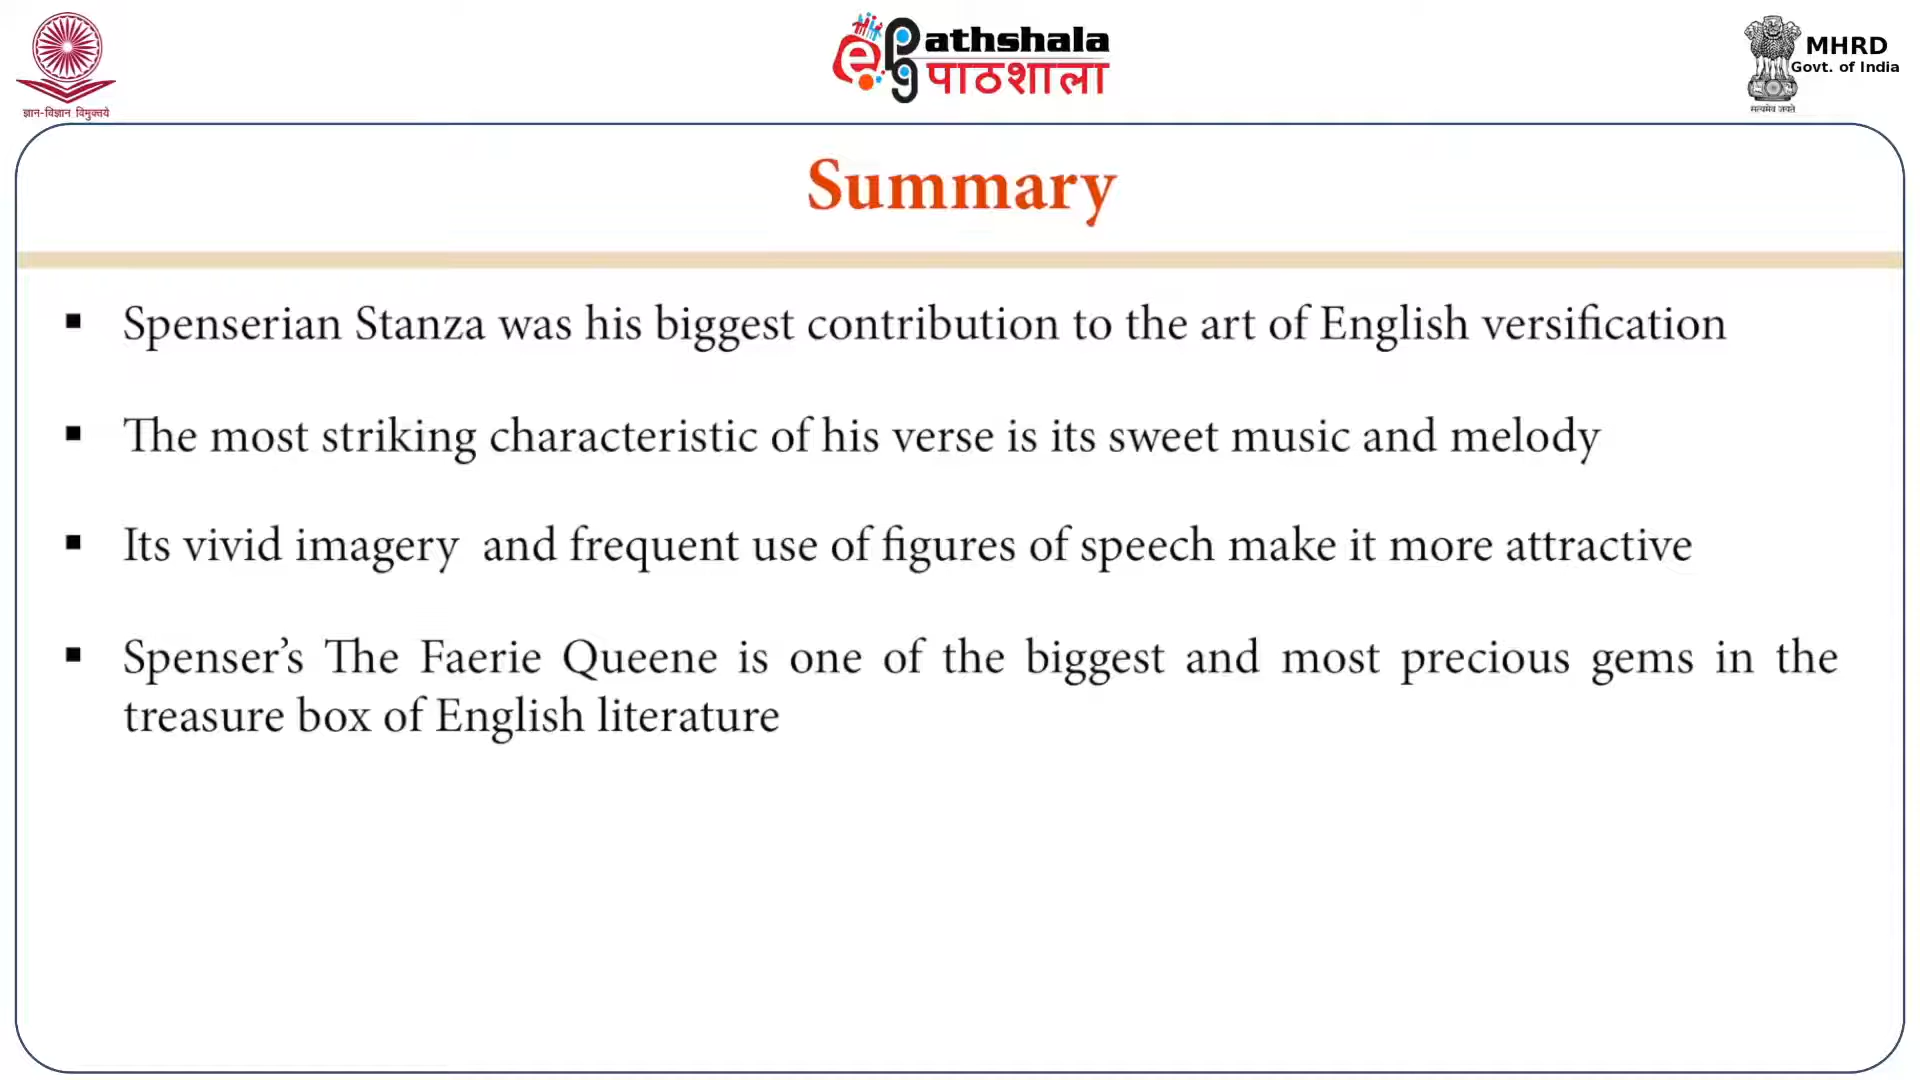 ज्ञान-विज्ञान विमुक्तये
e pg Pathshala
पाठशाला
MHRD
Govt. of India
सत्यमेव जयते
Summary
▪ Spenserian Stanza was his biggest contribution to the art of English versification
▪ The most striking characteristic of his verse is its sweet music and melody
▪ Its vivid imagery  and frequent use of figures of speech make it more attractive
▪ Spenser’s The Faerie Queene is one of the biggest and most precious gems in the
treasure box of English literature